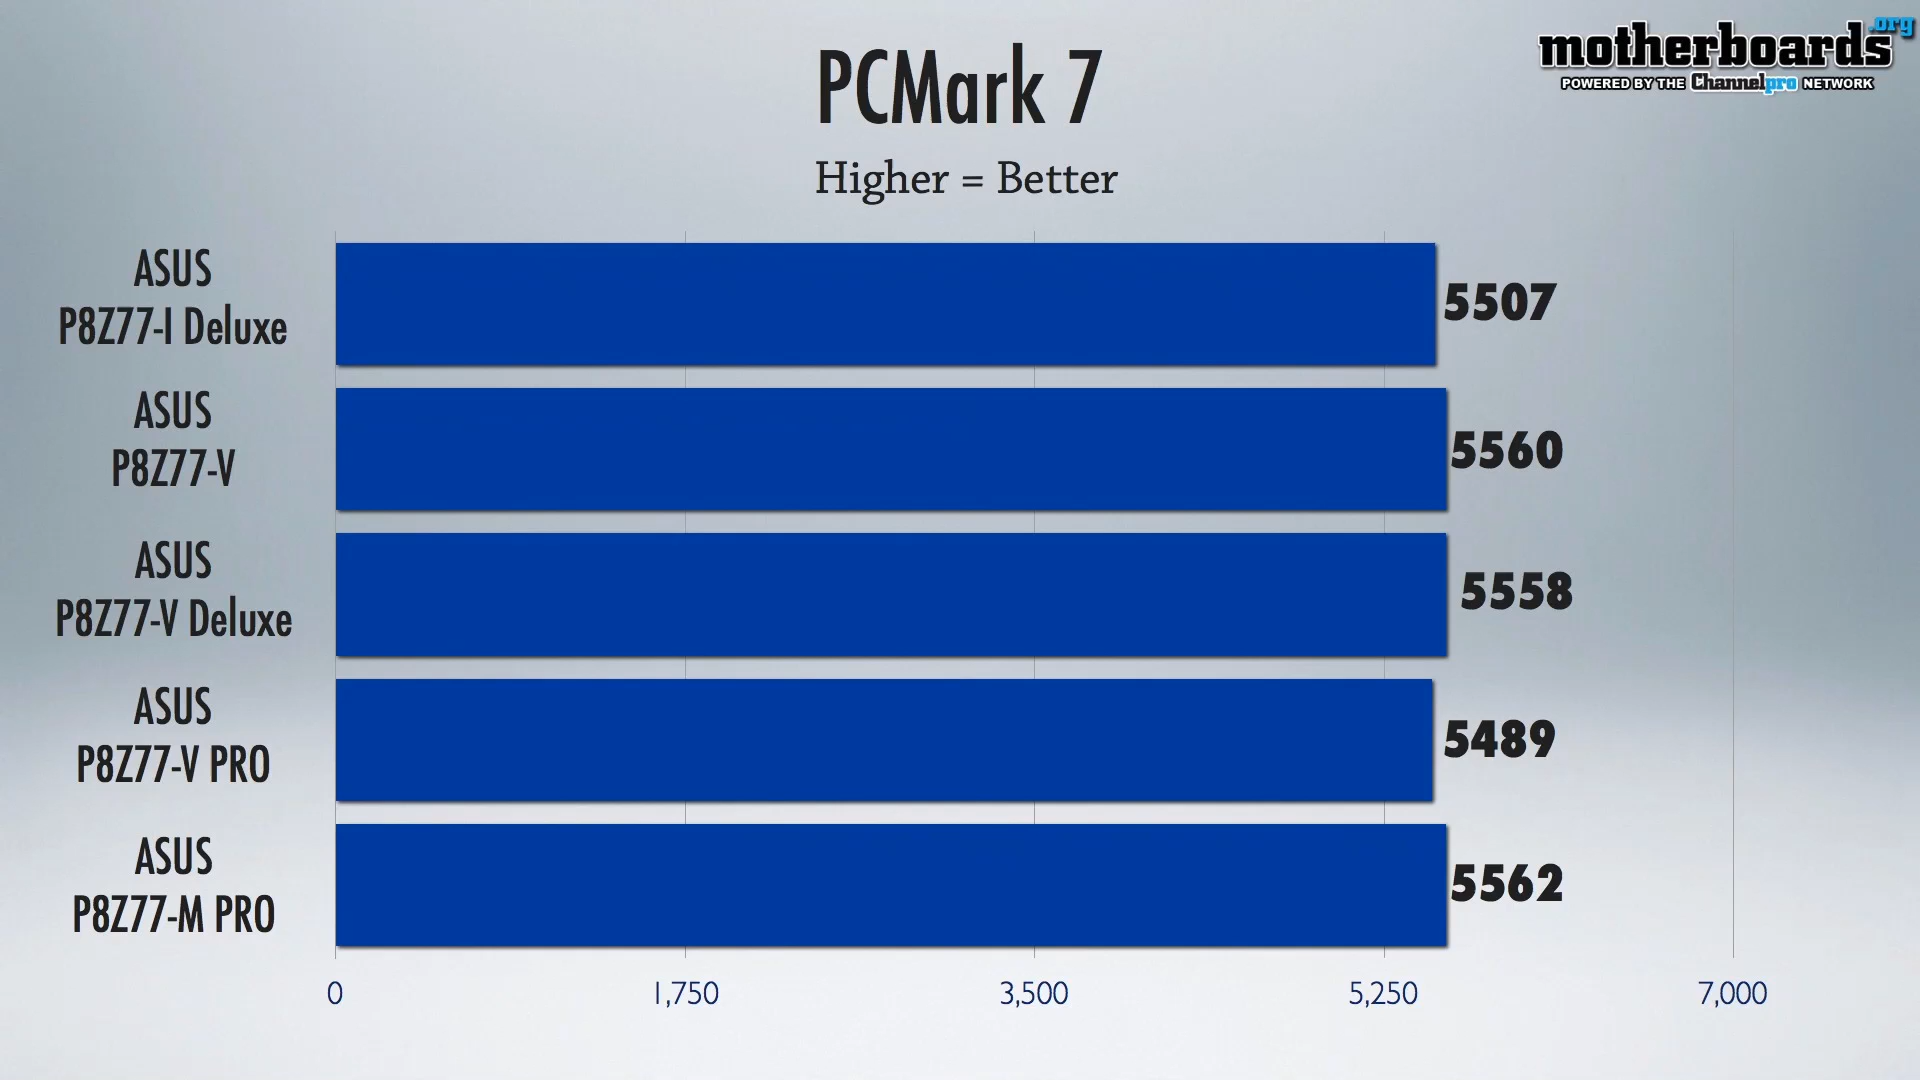 motherboards.org
POWERED BY THE Channelpro NETWORK
PCMark 7
Higher = Better
ASUS
P8Z77-I Deluxe
5507
ASUS
P8Z77-V
5560
ASUS
P8Z77-V Deluxe
5558
ASUS
P8Z77-V PRO
5489
ASUS
P8Z77-M PRO
5562
0 1,750 3,500 5,250 7,000